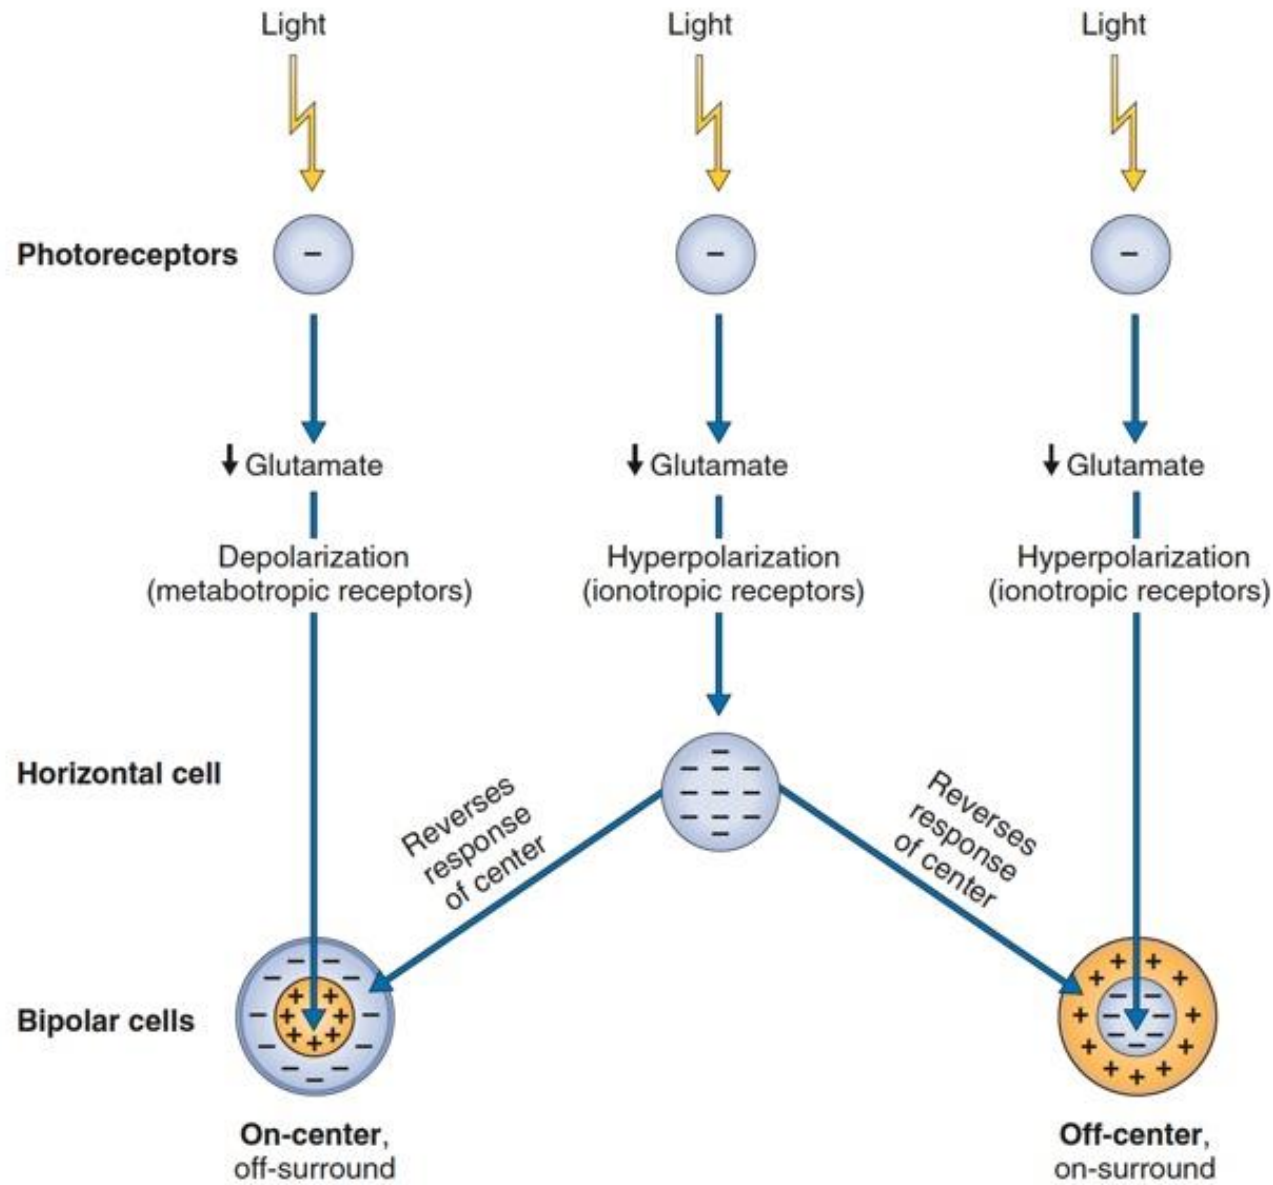 Light
Light
Light
Photoreceptors
−
−
−
↓ Glutamate
↓ Glutamate
↓ Glutamate
Depolarization
(metabotropic receptors)
Hyperpolarization
(ionotropic receptors)
Hyperpolarization
(ionotropic receptors)
Horizontal cell
Reverses
response
of center
Reverses
response
of center
Bipolar cells
On-center,
off-surround
Off-center,
on-surround